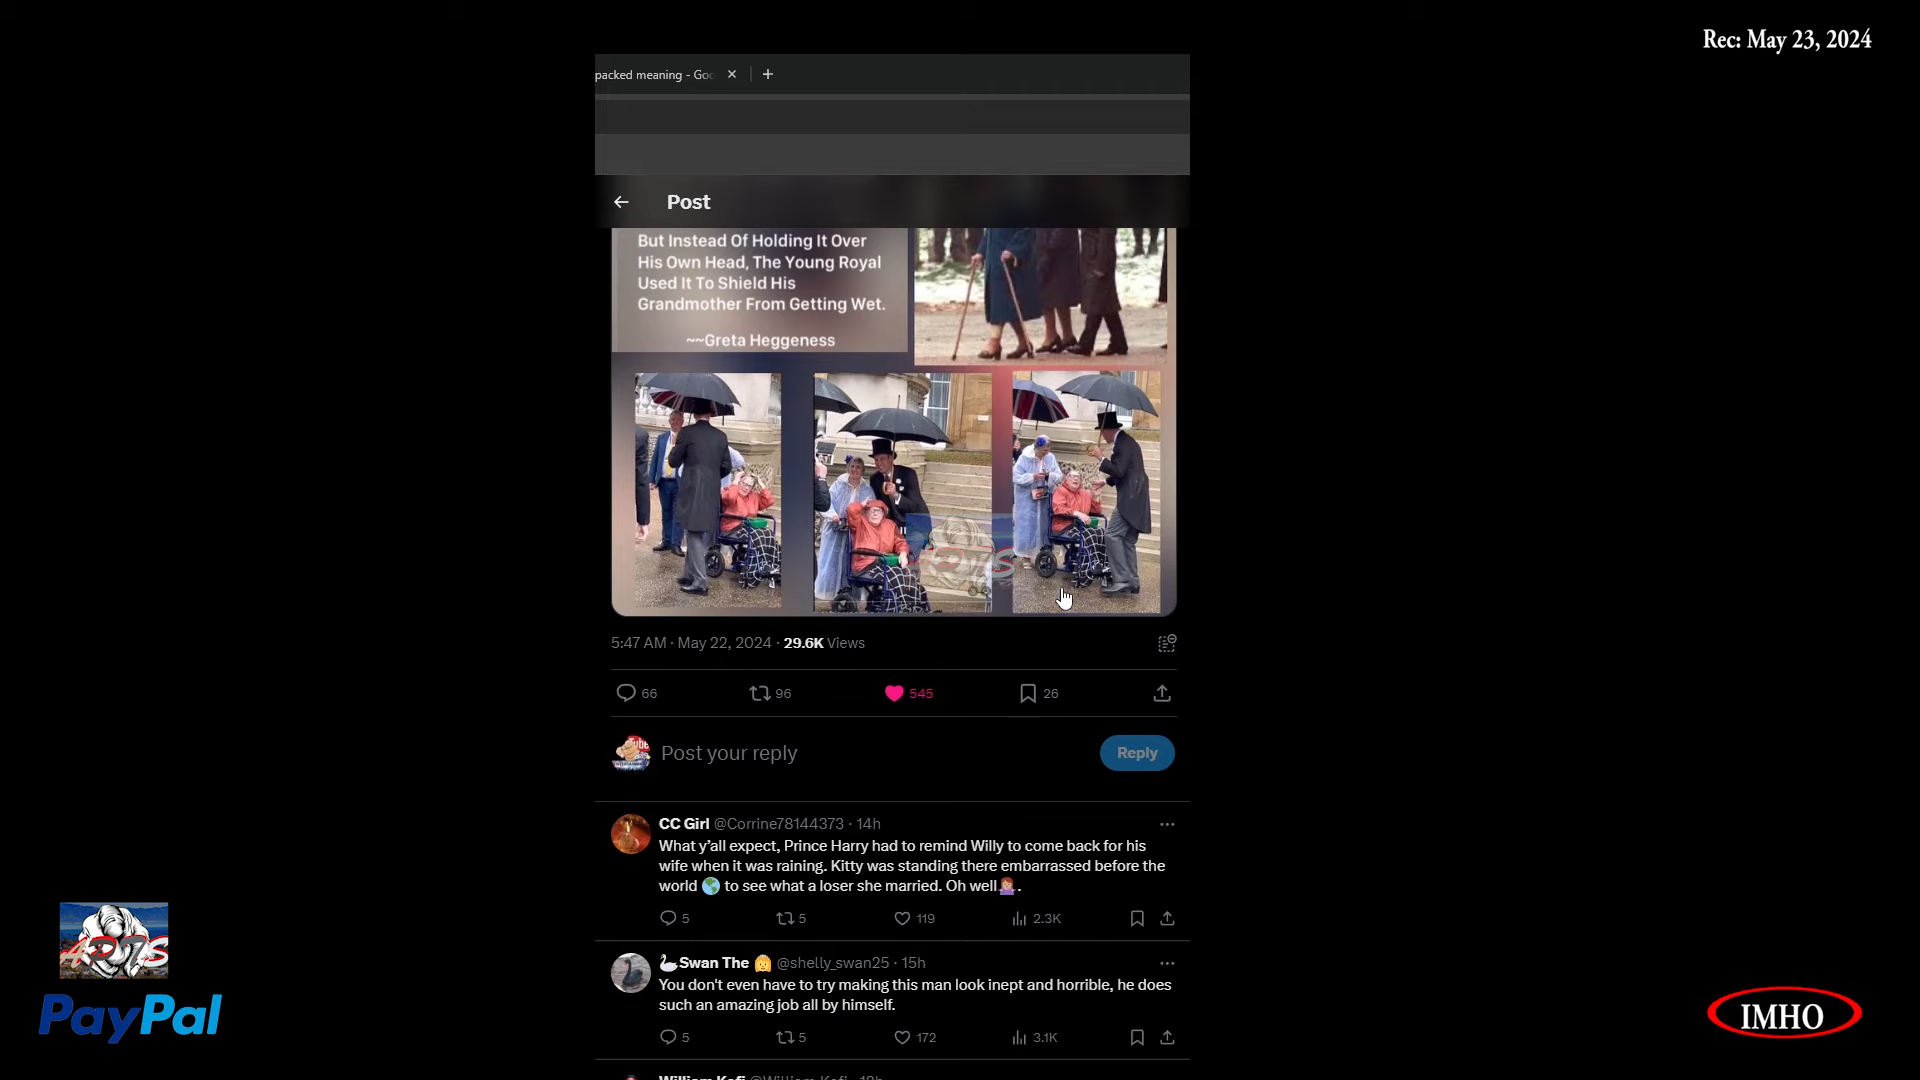 Rec: May 23, 2024
packed meaning - Goo
Post
But Instead Of Holding It Over
His Own Head, The Young Royal
Used It To Shield His
Grandmother From Getting Wet.
~~Greta Heggeness
5:47 AM · May 22, 2024 · 29.6K Views
66 96 545 26
Post your reply
Reply
CC Girl @Corrine78144373 · 14h
What y'all expect, Prince Harry had to remind Willy to come back for his
wife when it was raining. Kitty was standing there embarrassed before the
world 🌎 to see what a loser she married. Oh well🤷🏽‍♀️.
5 5 119 2.3K
🦢Swan The 👩 @shelly_swan25 · 15h
You don't even have to try making this man look inept and horrible, he does
such an amazing job all by himself.
5 5 172 3.1K
PayPal
IMHO